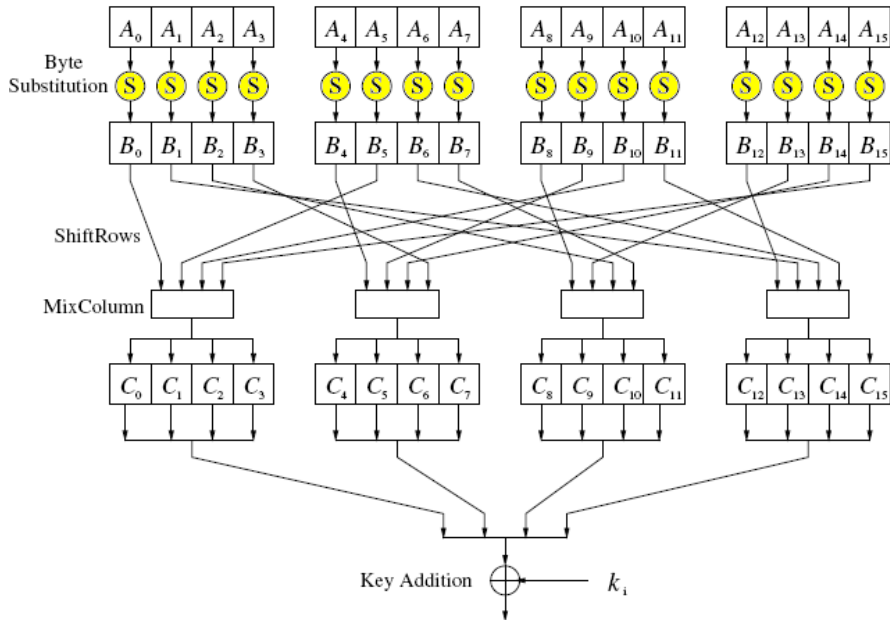 A₀ A₁ A₂ A₃ A₄ A₅ A₆ A₇ A₈ A₉ A₁₀ A₁₁ A₁₂ A₁₃ A₁₄ A₁₅
Byte
Substitution
S S S S S S S S S S S S S S S S
B₀ B₁ B₂ B₃ B₄ B₅ B₆ B₇ B₈ B₉ B₁₀ B₁₁ B₁₂ B₁₃ B₁₄ B₁₅
ShiftRows
MixColumn
C₀ C₁ C₂ C₃ C₄ C₅ C₆ C₇ C₈ C₉ C₁₀ C₁₁ C₁₂ C₁₃ C₁₄ C₁₅
Key Addition kᵢ